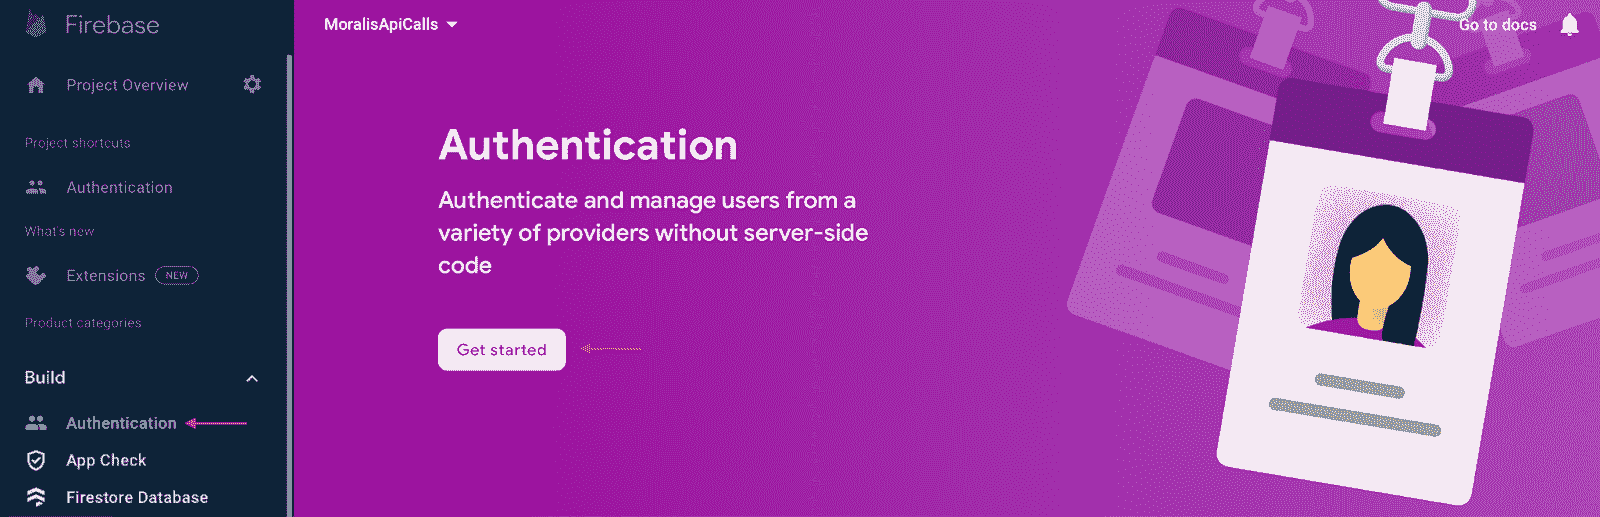 Firebase
Project Overview
Project shortcuts
Authentication
What's new
Extensions NEW
Product categories
Build
Authentication
App Check
Firestore Database
MoralisApiCalls
Go to docs
Authentication
Authenticate and manage users from a
variety of providers without server-side
code
Get started